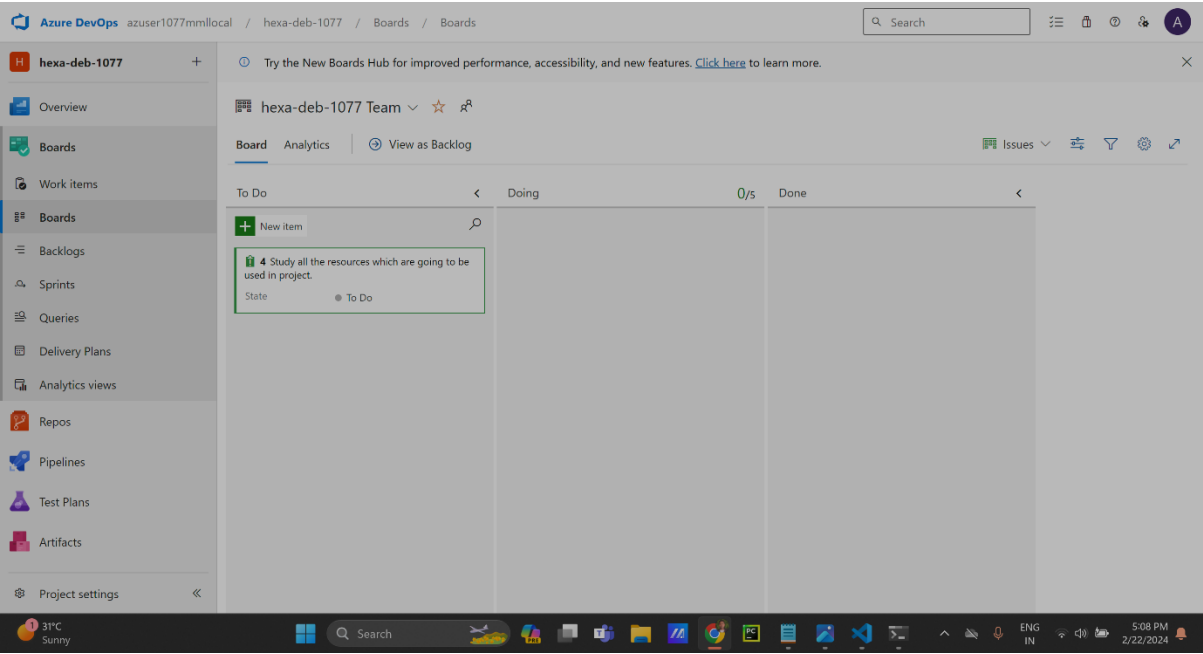 Azure DevOps azuser1077mmllocal / hexa-deb-1077 / Boards / Boards
Search
A
H hexa-deb-1077 +
Try the New Boards Hub for improved performance, accessibility, and new features. Click here to learn more.
Overview
Boards
Work items
Boards
Backlogs
Sprints
Queries
Delivery Plans
Analytics views
Repos
Pipelines
Test Plans
Artifacts
Project settings
hexa-deb-1077 Team
Board Analytics View as Backlog
Issues
To Do
Doing 0/5
Done
New item
4 Study all the resources which are going to be
used in project.
State To Do
1
31°C
Sunny
Search
PRE
PC
ENG
IN
5:08 PM
2/22/2024